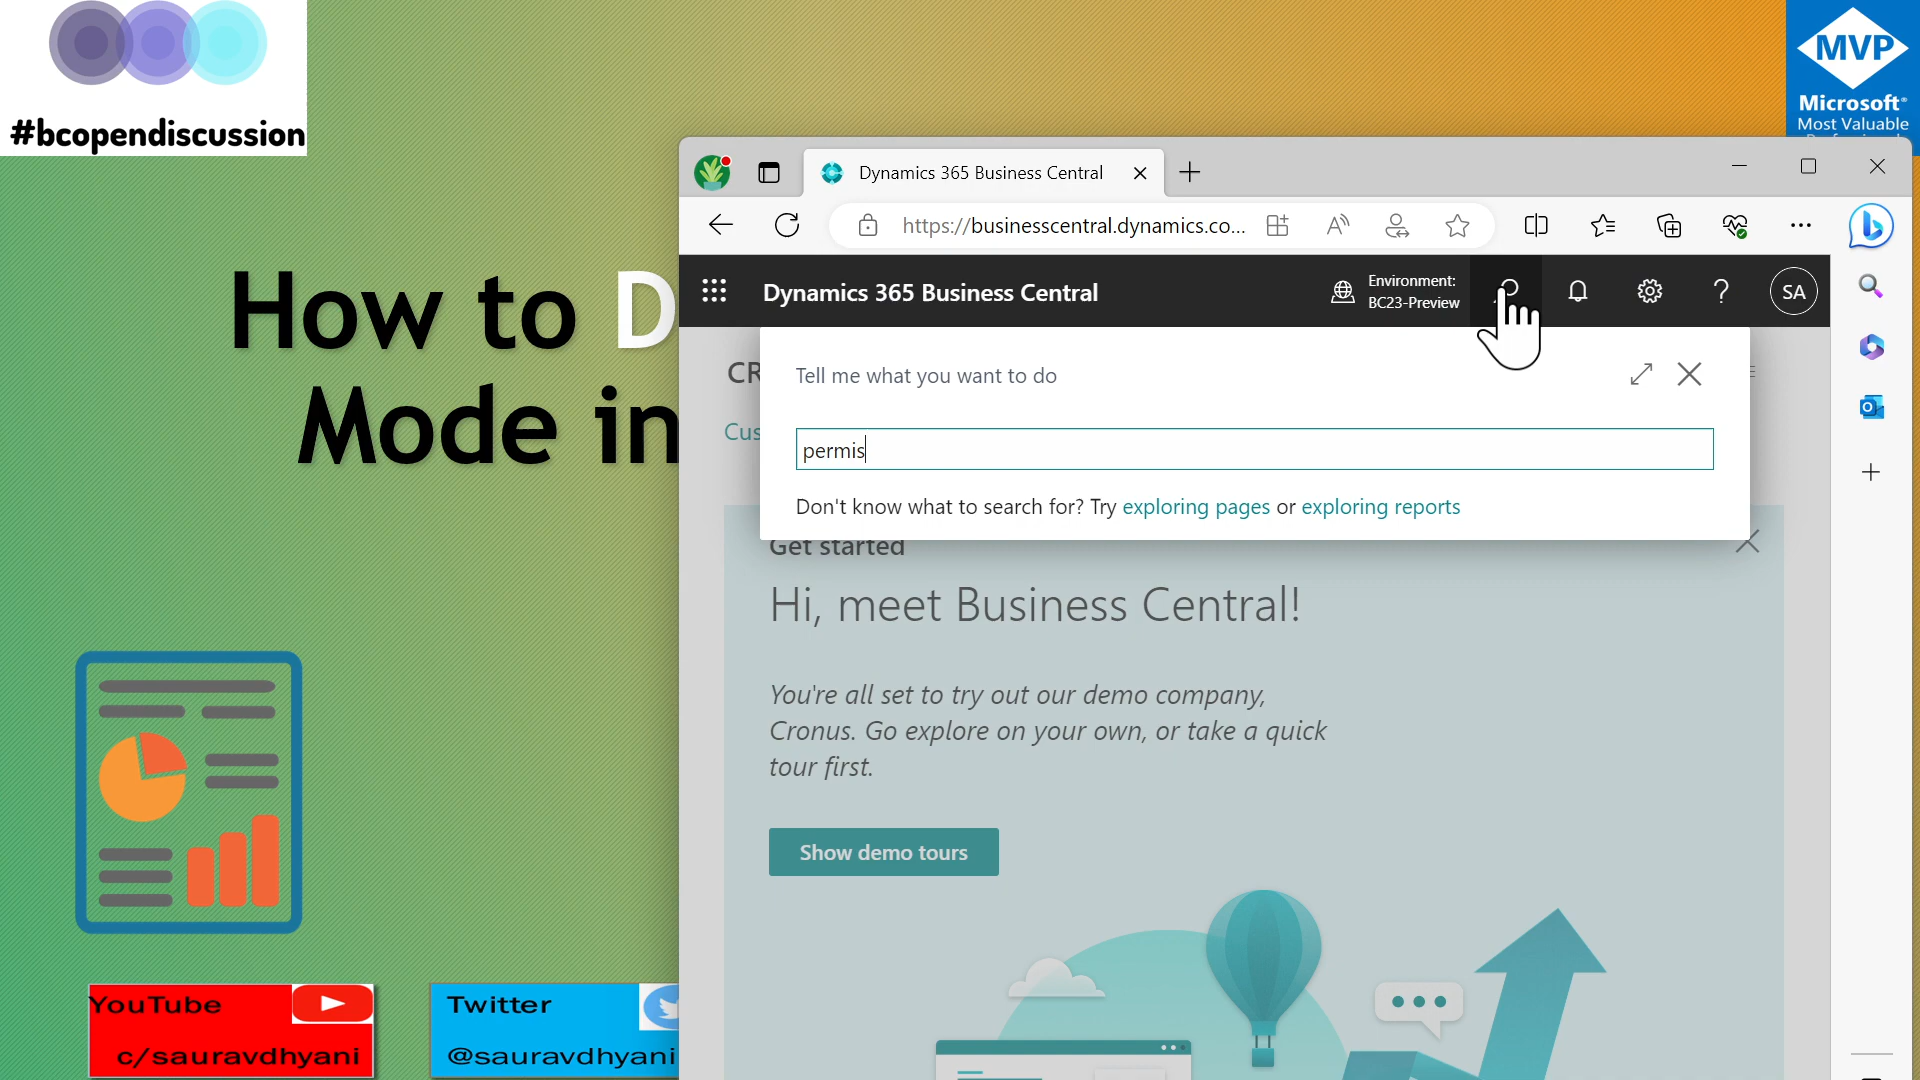 #bcopendiscussion
MVP
Microsoft®
Most Valuable
How to D
Mode in
Dynamics 365 Business Central
https://businesscentral.dynamics.co...
Dynamics 365 Business Central
Environment:
BC23-Preview
SA
CR
Tell me what you want to do
Cus
permis
Don't know what to search for? Try exploring pages or exploring reports
Get started
Hi, meet Business Central!
You're all set to try out our demo company,
Cronus. Go explore on your own, or take a quick
tour first.
Show demo tours
YouTube
c/sauravdhyani
Twitter
@sauravdhyani